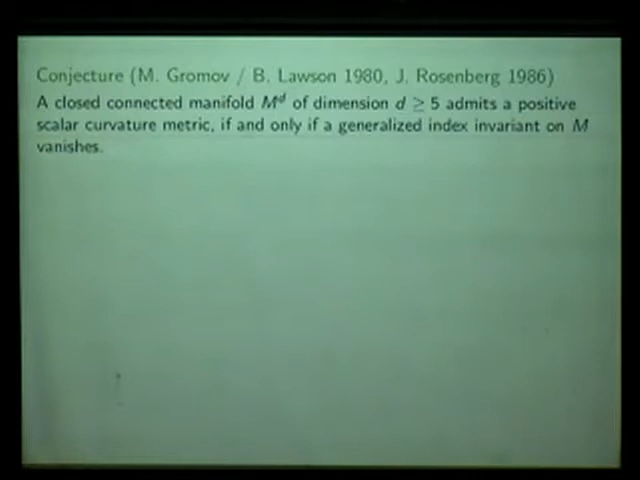 Conjecture (M. Gromov / B. Lawson 1980, J. Rosenberg 1986)
A closed connected manifold M^d of dimension d ≥ 5 admits a positive
scalar curvature metric, if and only if a generalized index invariant on M
vanishes.